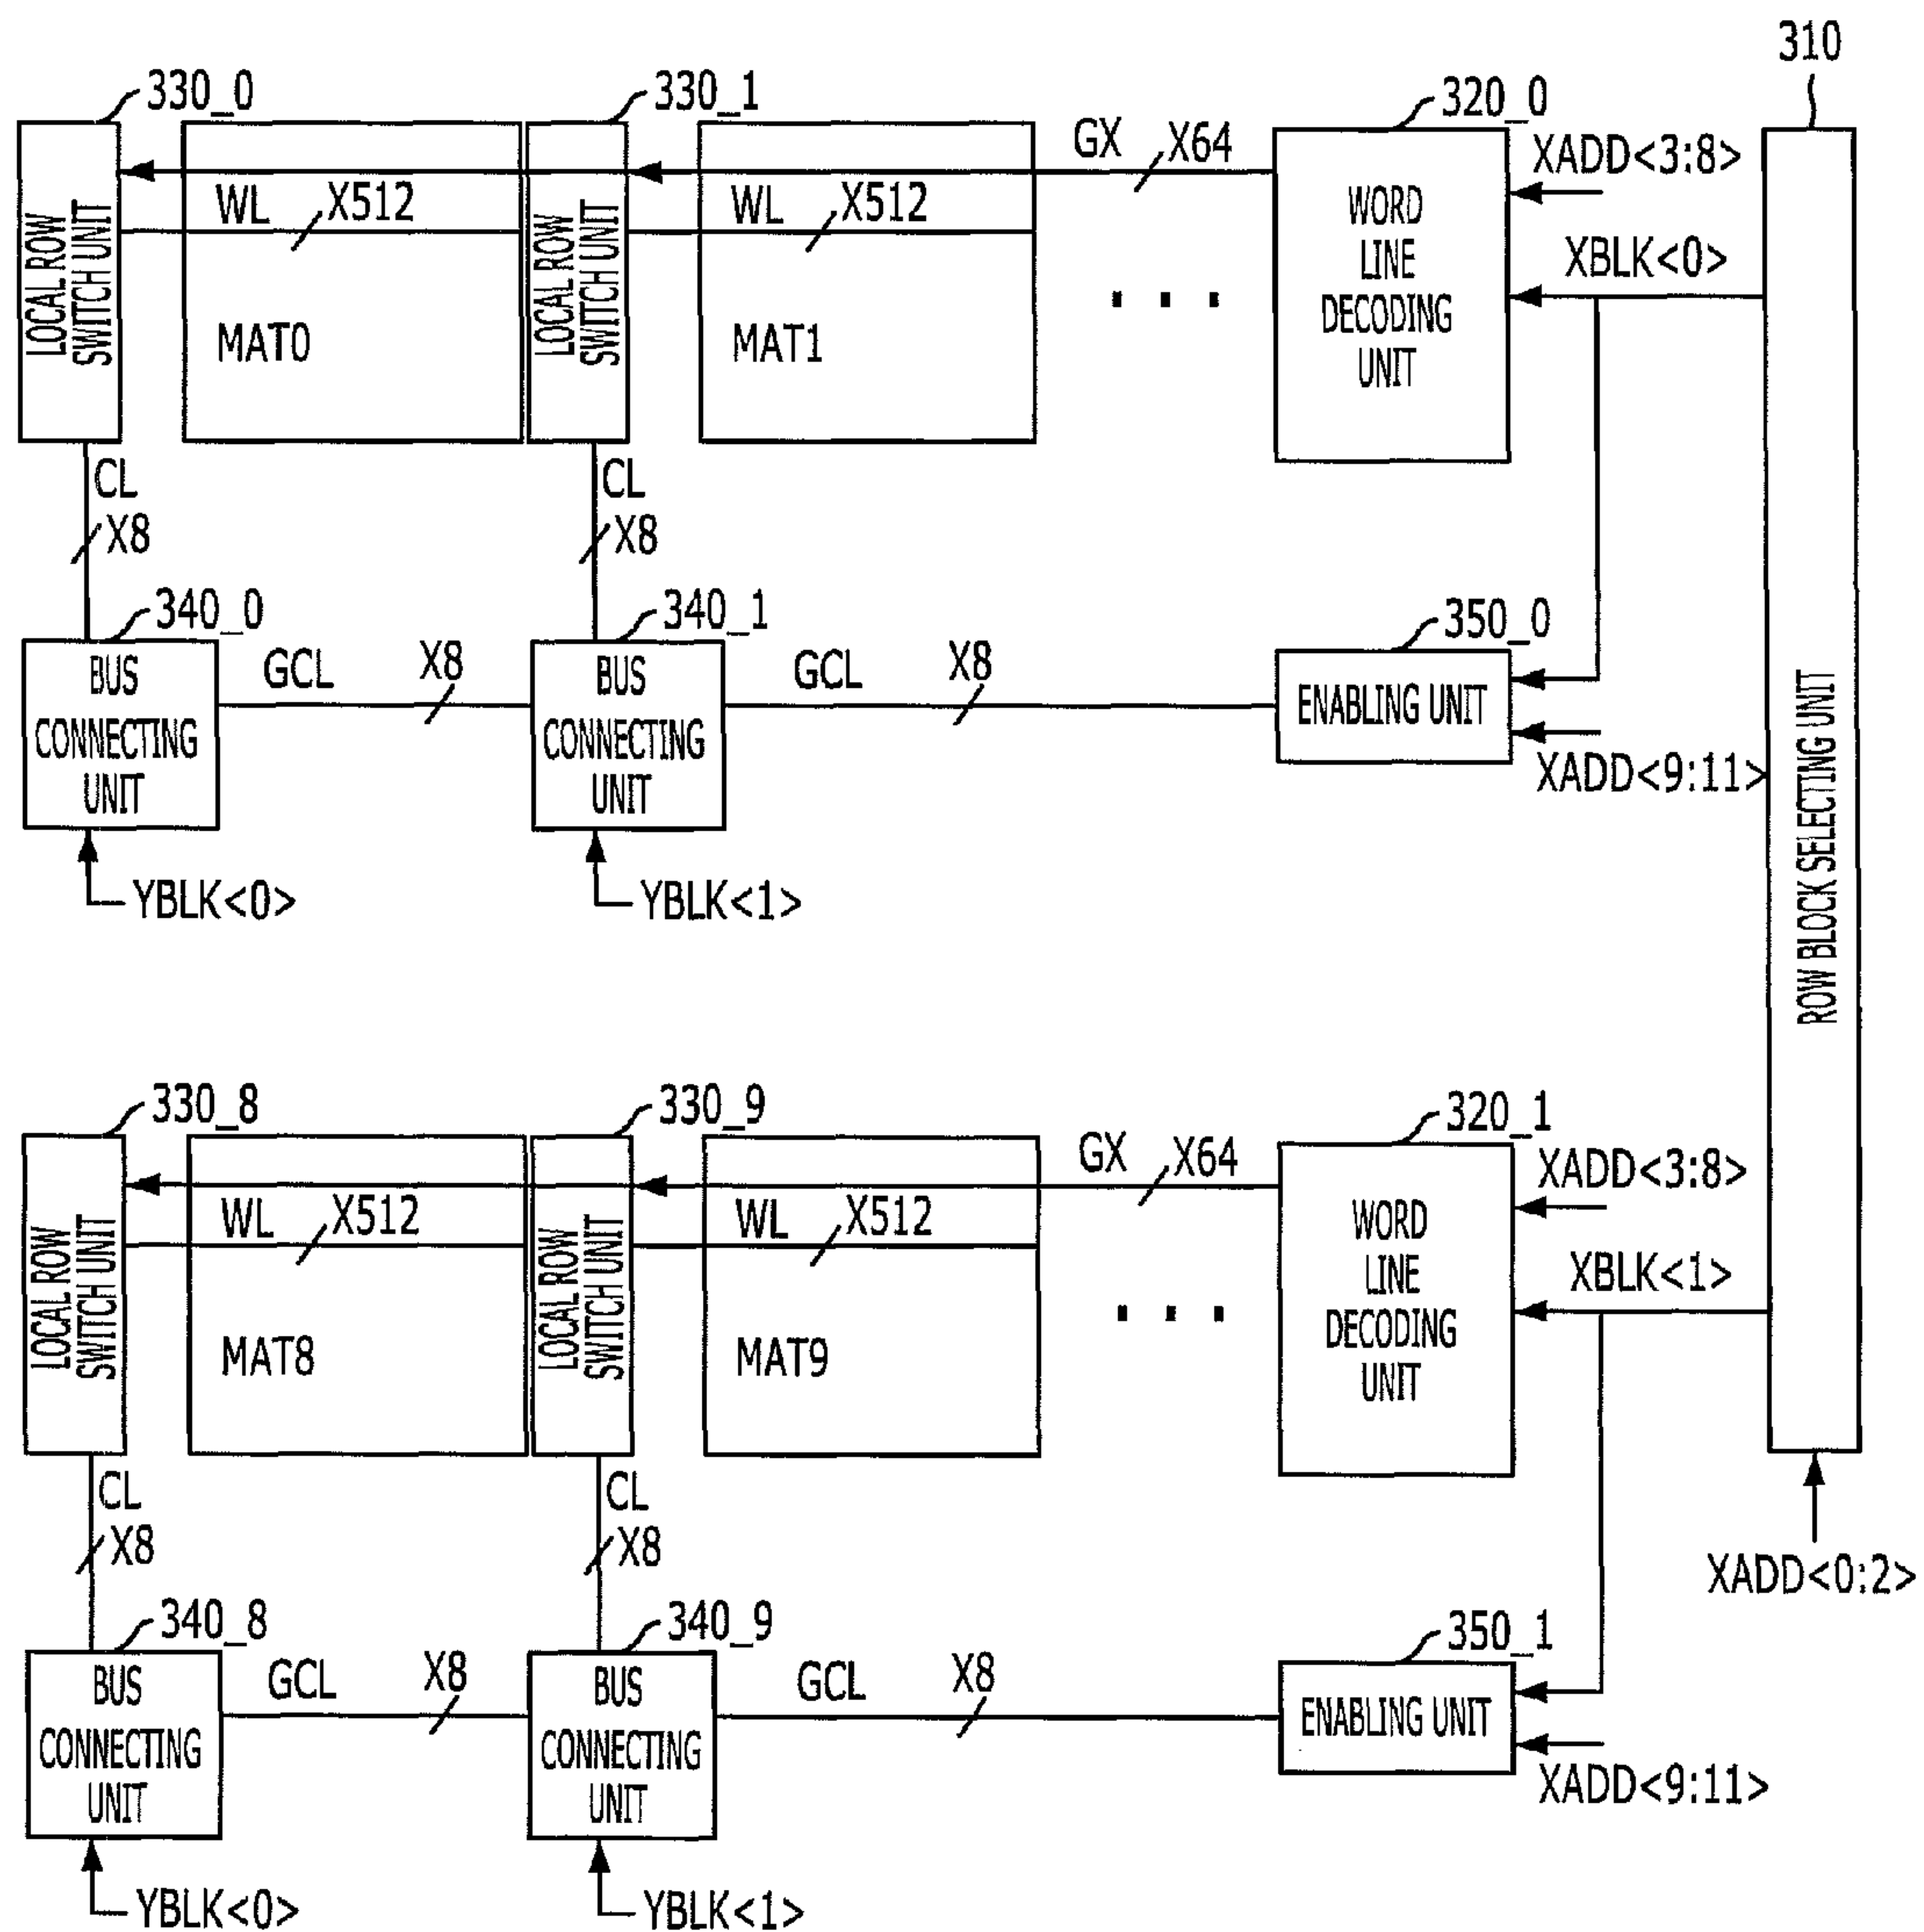 310
330_0
330_1
320_0
GX
X64
XADD<3:8>
WL
X512
WL
X512
LOCAL ROW
SWITCH UNIT
LOCAL ROW
SWITCH UNIT
WORD
LINE
DECODING
UNIT
XBLK<0>
MAT0
MAT1
CL
X8
CL
X8
340_0
340_1
350_0
BUS
CONNECTING
UNIT
GCL
X8
BUS
CONNECTING
UNIT
GCL
X8
ENABLING UNIT
XADD<9:11>
ROW BLOCK SELECTING UNIT
YBLK<0>
YBLK<1>
330_8
330_9
320_1
GX
X64
XADD<3:8>
WL
X512
WL
X512
LOCAL ROW
SWITCH UNIT
LOCAL ROW
SWITCH UNIT
WORD
LINE
DECODING
UNIT
XBLK<1>
MAT8
MAT9
CL
X8
CL
X8
XADD<0:2>
340_8
340_9
350_1
BUS
CONNECTING
UNIT
GCL
X8
BUS
CONNECTING
UNIT
GCL
X8
ENABLING UNIT
XADD<9:11>
YBLK<0>
YBLK<1>